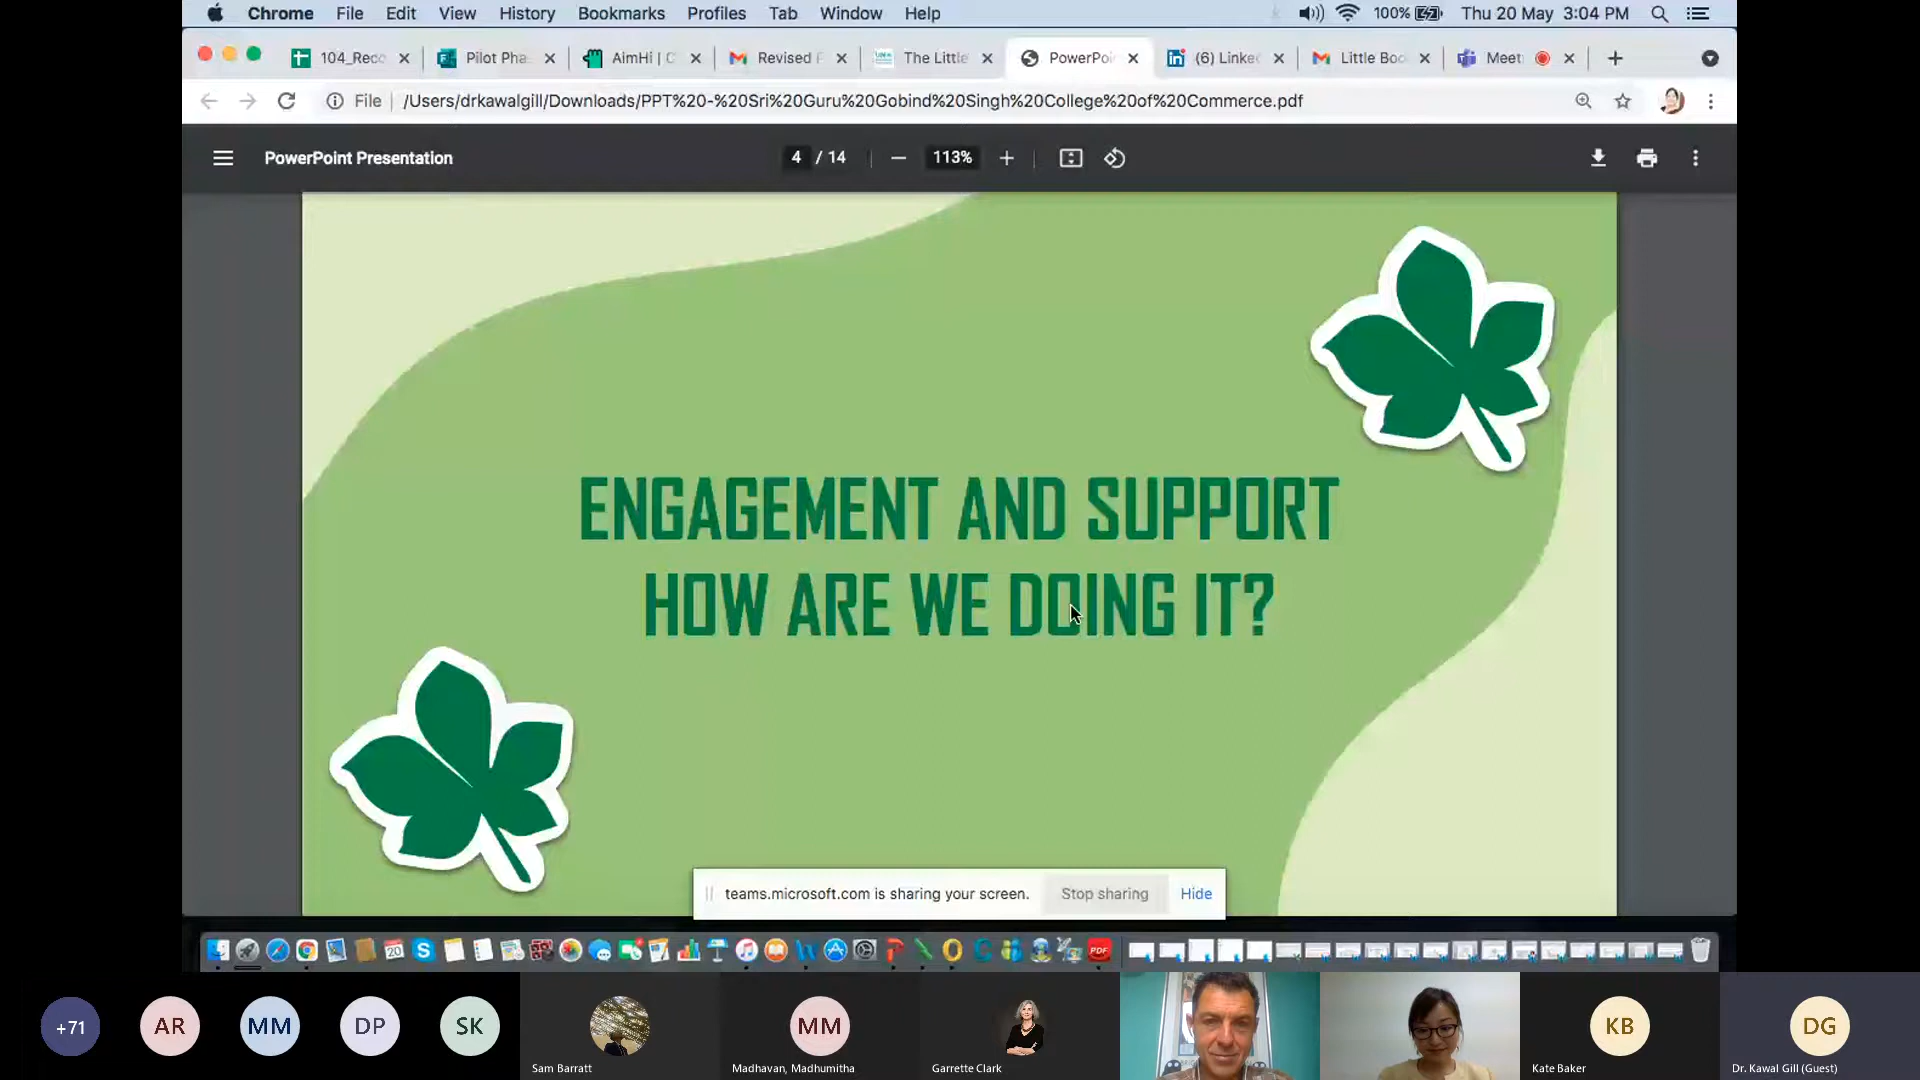 Chrome File Edit View History Bookmarks Profiles Tab Window Help 100% Thu 20 May 3:04 PM
104_Reco Pilot Pha AimHi | C Revised F The Little PowerPoi (6) Linke Little Boo Meet
File /Users/drkawalgill/Downloads/PPT%20-%20Sri%20Guru%20Gobind%20Singh%20College%20of%20Commerce.pdf
PowerPoint Presentation 4 / 14 113%
ENGAGEMENT AND SUPPORT
HOW ARE WE DOING IT?
teams.microsoft.com is sharing your screen. Stop sharing Hide
20
PDF
+71 AR MM DP SK MM KB DG
Sam Barratt Madhavan, Madhumitha Garrette Clark Kate Baker Dr. Kawal Gill (Guest)